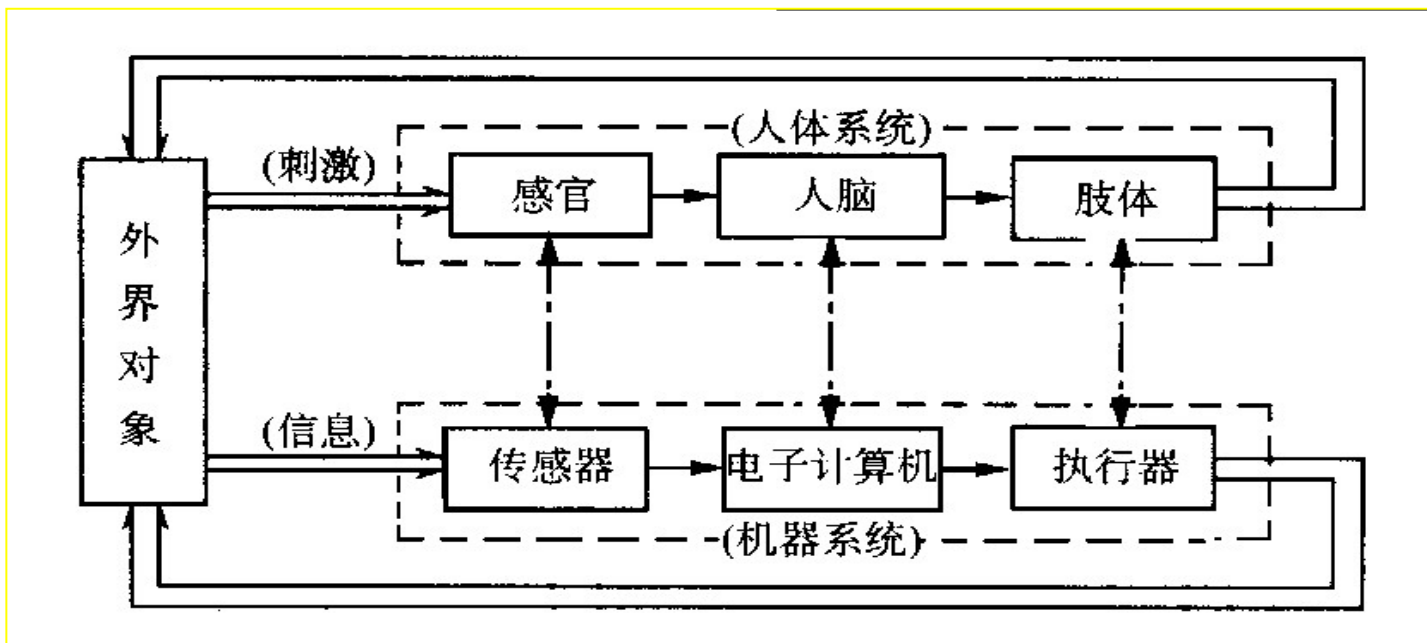 (人体系统)
(刺激)
感官
人脑
肢体
外界对象
(信息)
传感器
电子计算机
执行器
(机器系统)